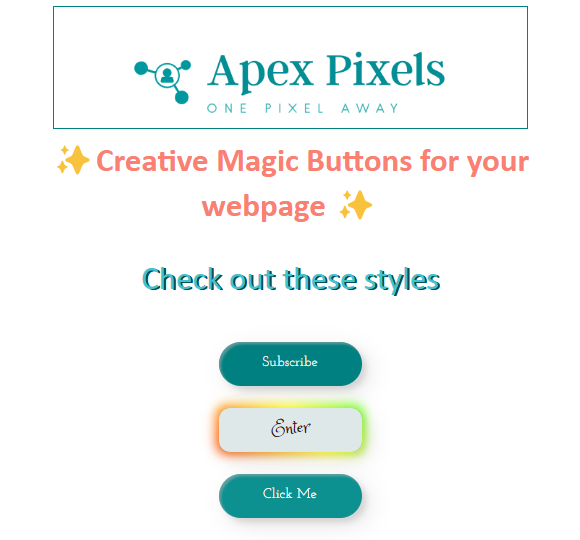 Apex Pixels
ONE PIXEL AWAY
✨ Creative Magic Buttons for your
webpage ✨
Check out these styles
Subscribe
Enter
Click Me